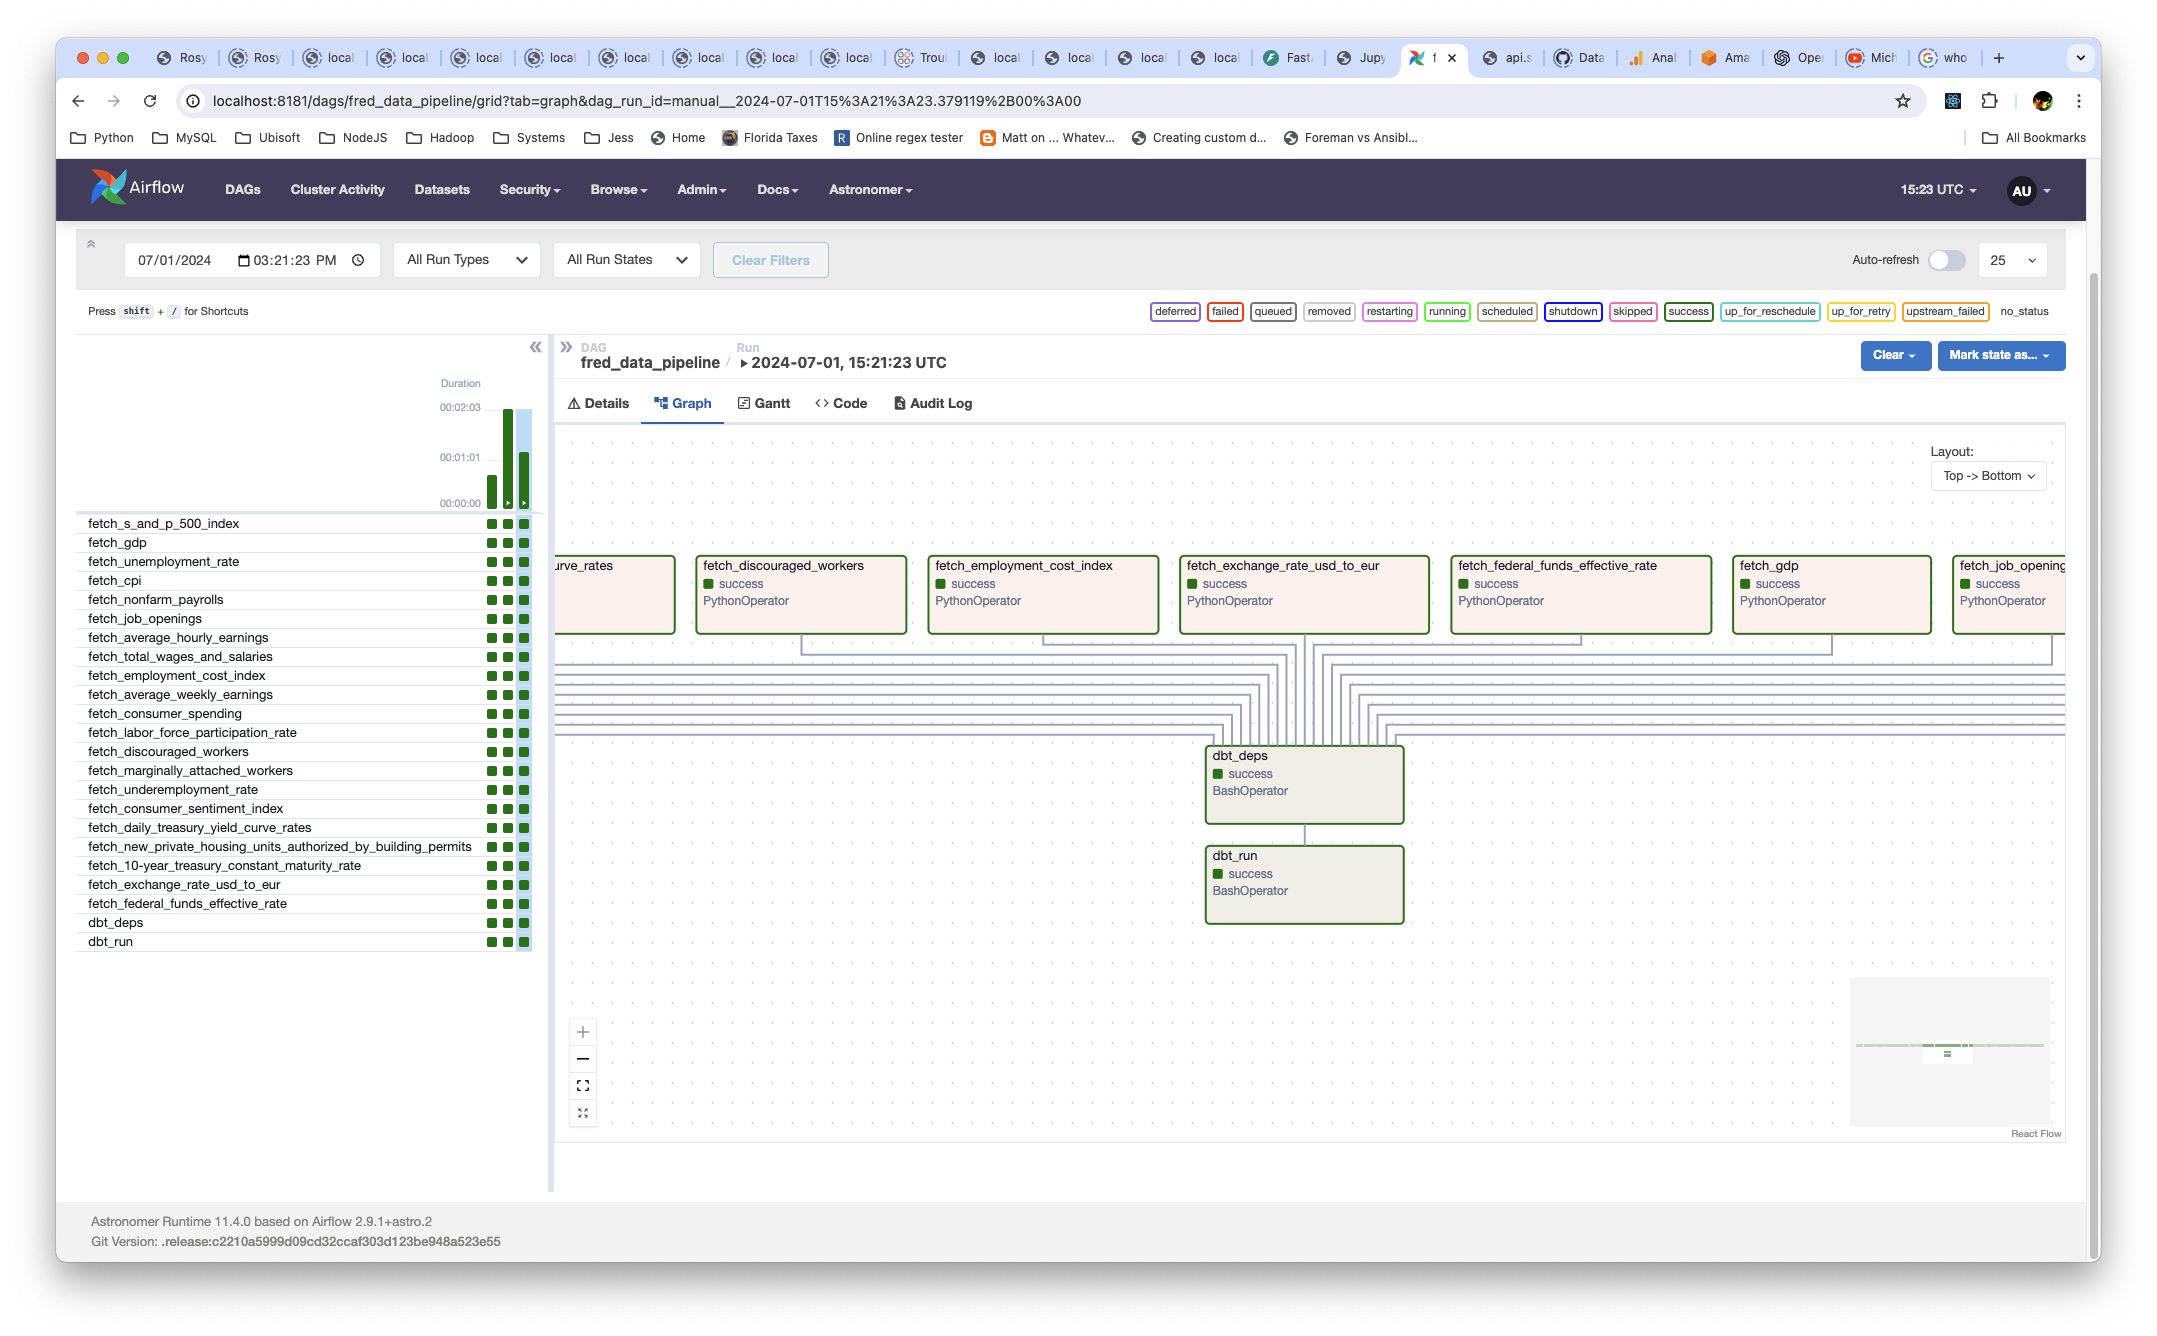 Rosy
Rosy
local
local
local
local
local
local
local
local
Trou
local
local
local
local
Fast
Jupy
f
api.s
Data
Anal
Ama
Ope
Mich
who
localhost:8181/dags/fred_data_pipeline/grid?tab=graph&dag_run_id=manual__2024-07-01T15%3A21%3A23.379119%2B00%3A00
Python
MySQL
Ubisoft
NodeJS
Hadoop
Systems
Jess
Home
Florida Taxes
R Online regex tester
Matt on ... Whatev...
Creating custom d...
Foreman vs Ansibl...
All Bookmarks
Airflow
DAGs
Cluster Activity
Datasets
Security
Browse
Admin
Docs
Astronomer
15:23 UTC
AU
07/01/2024 03:21:23 PM
All Run Types
All Run States
Clear Filters
Auto-refresh
25
Press shift + / for Shortcuts
deferred
failed
queued
removed
restarting
running
scheduled
shutdown
skipped
success
up_for_reschedule
up_for_retry
upstream_failed
no_status
DAG
fred_data_pipeline
/
Run
2024-07-01, 15:21:23 UTC
Clear
Mark state as...
Duration
00:02:03
00:01:01
00:00:00
Details
Graph
Gantt
Code
Audit Log
fetch_s_and_p_500_index
fetch_gdp
fetch_unemployment_rate
fetch_cpi
fetch_nonfarm_payrolls
fetch_job_openings
fetch_average_hourly_earnings
fetch_total_wages_and_salaries
fetch_employment_cost_index
fetch_average_weekly_earnings
fetch_consumer_spending
fetch_labor_force_participation_rate
fetch_discouraged_workers
fetch_marginally_attached_workers
fetch_underemployment_rate
fetch_consumer_sentiment_index
fetch_daily_treasury_yield_curve_rates
fetch_new_private_housing_units_authorized_by_building_permits
fetch_10-year_treasury_constant_maturity_rate
fetch_exchange_rate_usd_to_eur
fetch_federal_funds_effective_rate
dbt_deps
dbt_run
Layout:
Top -> Bottom
urve_rates
fetch_discouraged_workers
success
PythonOperator
fetch_employment_cost_index
success
PythonOperator
fetch_exchange_rate_usd_to_eur
success
PythonOperator
fetch_federal_funds_effective_rate
success
PythonOperator
fetch_gdp
success
PythonOperator
fetch_job_opening
success
PythonOperator
dbt_deps
success
BashOperator
dbt_run
success
BashOperator
React Flow
Astronomer Runtime 11.4.0 based on Airflow 2.9.1+astro.2
Git Version: .release:c2210a5999d09cd32ccaf303d123be948a523e55